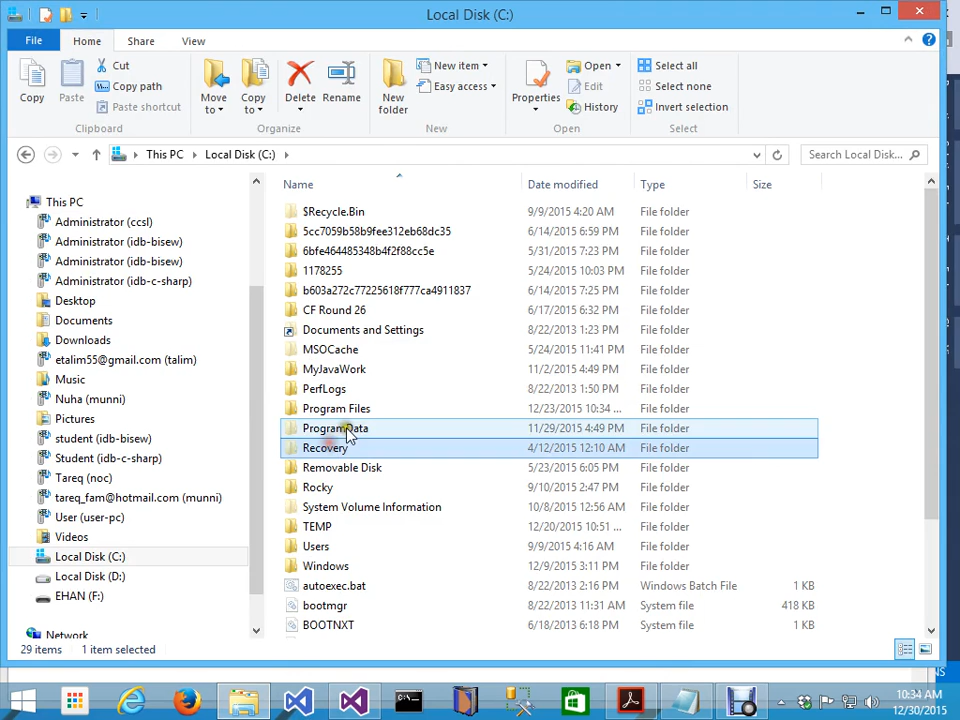 Local Disk (C:)
File Home Share View
Copy
Paste
Cut
Copy path
Paste shortcut
Move to
Copy to
Delete
Rename
New folder
New item
Easy access
Properties
Open
Edit
History
Select all
Select none
Invert selection
Clipboard Organize New Open Select
This PC Local Disk (C:)
Search Local Disk...
This PC
Administrator (ccsl)
Administrator (idb-bisew)
Administrator (idb-bisew)
Administrator (idb-c-sharp)
Desktop
Documents
Downloads
etalim55@gmail.com (talim)
Music
Nuha (munni)
Pictures
student (idb-bisew)
Student (idb-c-sharp)
Tareq (noc)
tareq_fam@hotmail.com (munni)
User (user-pc)
Videos
Local Disk (C:)
Local Disk (D:)
EHAN (F:)
Network
Name Date modified Type Size
$Recycle.Bin 9/9/2015 4:20 AM File folder
5cc7059b58b9fee312eb68dc35 6/14/2015 6:59 PM File folder
6bfe464485348b4f2f88cc5e 5/31/2015 7:23 PM File folder
1178255 5/24/2015 10:03 PM File folder
b603a272c77225618f777ca4911837 6/14/2015 7:25 PM File folder
CF Round 26 6/17/2015 6:32 PM File folder
Documents and Settings 8/22/2013 1:23 PM File folder
MSOCache 5/24/2015 11:41 PM File folder
MyJavaWork 11/2/2015 4:49 PM File folder
PerfLogs 8/22/2013 1:50 PM File folder
Program Files 12/23/2015 10:34 ... File folder
ProgramData 11/29/2015 4:49 PM File folder
Recovery 4/12/2015 12:10 AM File folder
Removable Disk 5/23/2015 6:05 PM File folder
Rocky 9/10/2015 2:47 PM File folder
System Volume Information 10/8/2015 12:56 AM File folder
TEMP 12/20/2015 10:51 ... File folder
Users 9/9/2015 4:16 AM File folder
Windows 12/9/2015 3:11 PM File folder
autoexec.bat 8/22/2013 2:16 PM Windows Batch File 1 KB
bootmgr 8/22/2013 11:31 AM System file 418 KB
BOOTNXT 6/18/2013 6:18 PM System file 1 KB
29 items 1 item selected
10:34 AM
12/30/2015